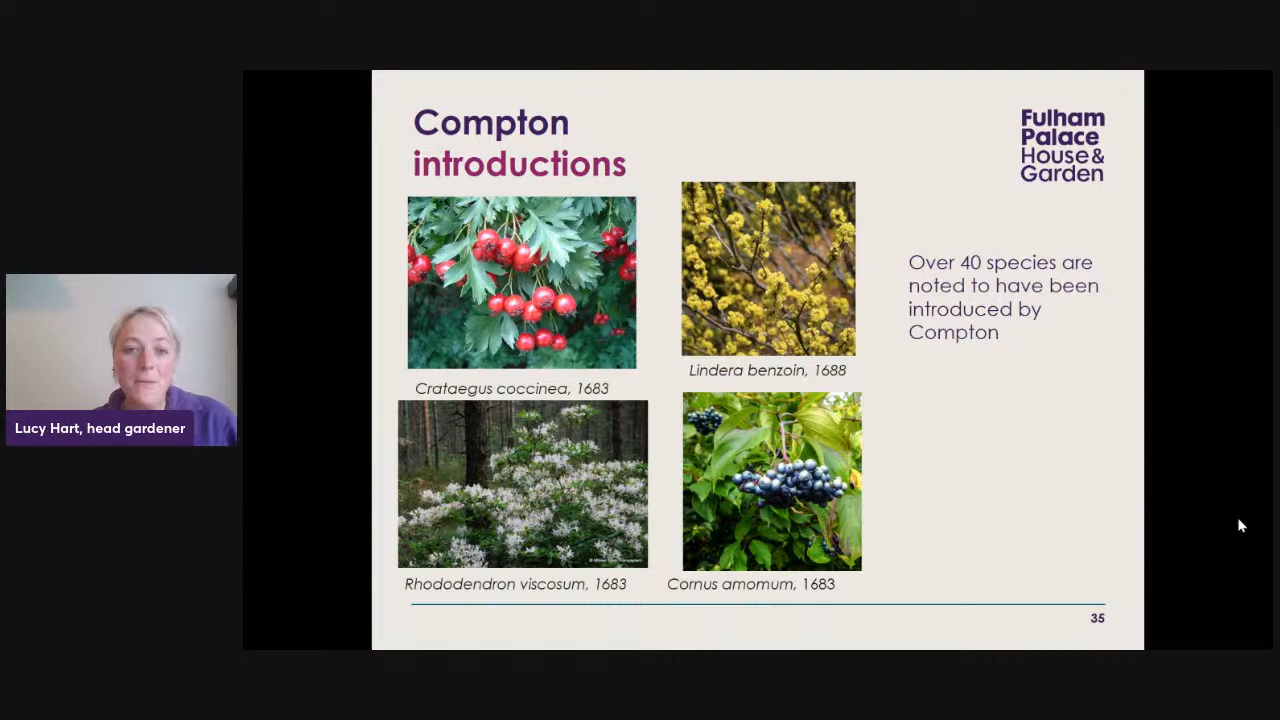 Compton
introductions
Fulham
Palace
House &
Garden
Over 40 species are
noted to have been
introduced by
Compton
Lindera benzoin, 1688
Crataegus coccinea, 1683
Lucy Hart, head gardener
Rhododendron viscosum, 1683
Cornus amomum, 1683
35